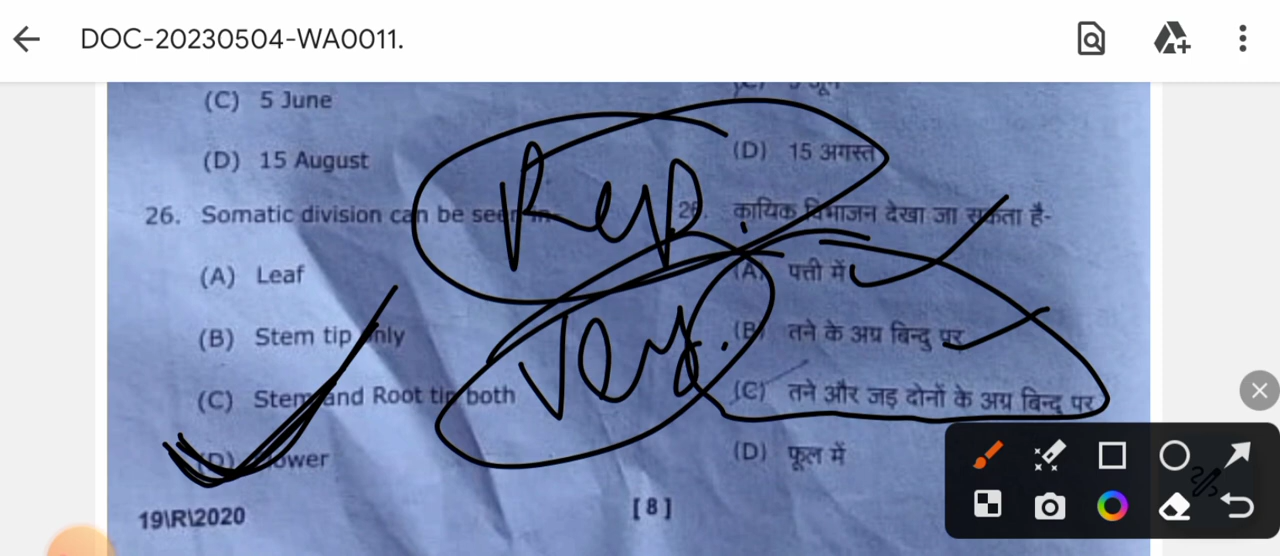 DOC-20230504-WA0011.
(C) 5 June
(D) 15 August
26. Somatic division can be seen in-
(A) Leaf
(B) Stem tip only
(C) Stem and Root tip both
(D) Flower
19\R\2020
[8]
(D) 15 अगस्त
26. कायिक विभाजन देखा जा सकता है-
(A) पत्ती में
(B) तने के अग्र बिन्दु पर
(C) तने और जड़ दोनों के अग्र बिन्दु पर
(D) फूल में
Rep.
Very.